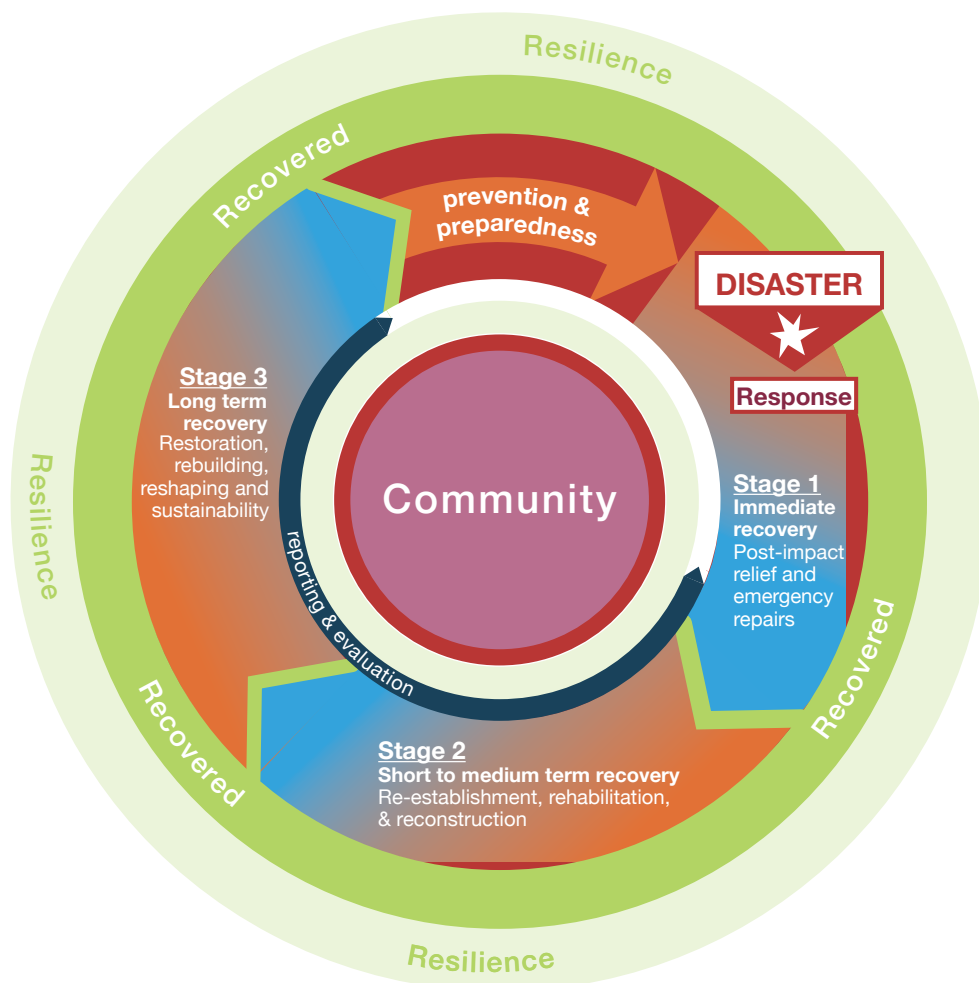 Resilience
Recovered
prevention &
preparedness
DISASTER
Response
Stage 1
Immediate
recovery
Post-impact
relief and
emergency
repairs
Recovered
Stage 2
Short to medium term recovery
Re-establishment, rehabilitation,
& reconstruction
Recovered
Stage 3
Long term
recovery
Restoration,
rebuilding,
reshaping and
sustainability
reporting & evaluation
Community
Resilience
Resilience